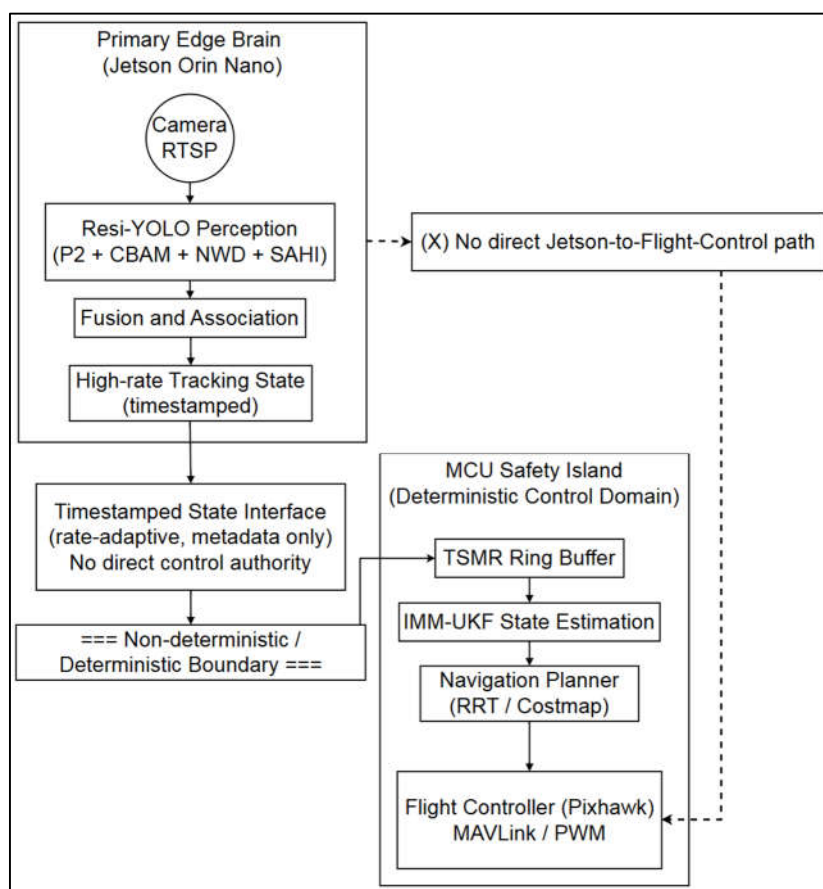 Primary Edge Brain
(Jetson Orin Nano)
Camera
RTSP
Resi-YOLO Perception
(P2 + CBAM + NWD + SAHI)
(X) No direct Jetson-to-Flight-Control path
Fusion and Association
High-rate Tracking State
(timestamped)
Timestamped State Interface
(rate-adaptive, metadata only)
No direct control authority
=== Non-deterministic /
Deterministic Boundary ===
MCU Safety Island
(Deterministic Control Domain)
TSMR Ring Buffer
IMM-UKF State Estimation
Navigation Planner
(RRT / Costmap)
Flight Controller (Pixhawk)
MAVLink / PWM